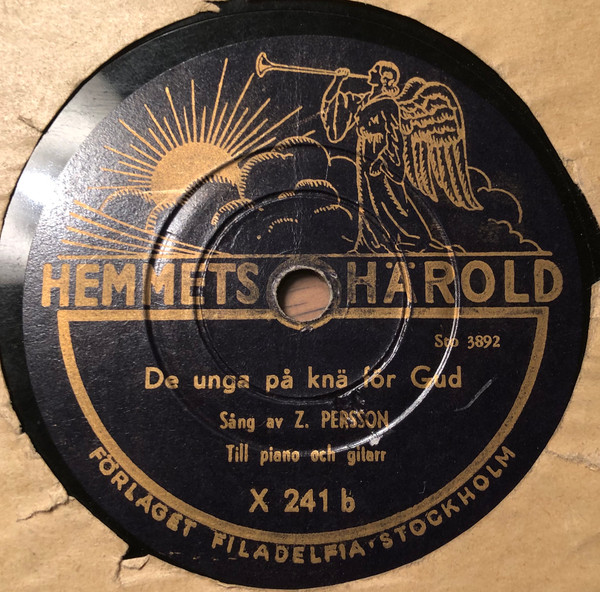 HEMMETS HÄROLD
Sto 3892
De unga på knä för Gud
Sång av Z. PERSSON
Till piano och gitarr
X 241 b
FÖRLAGET FILADELFIA·STOCKHOLM